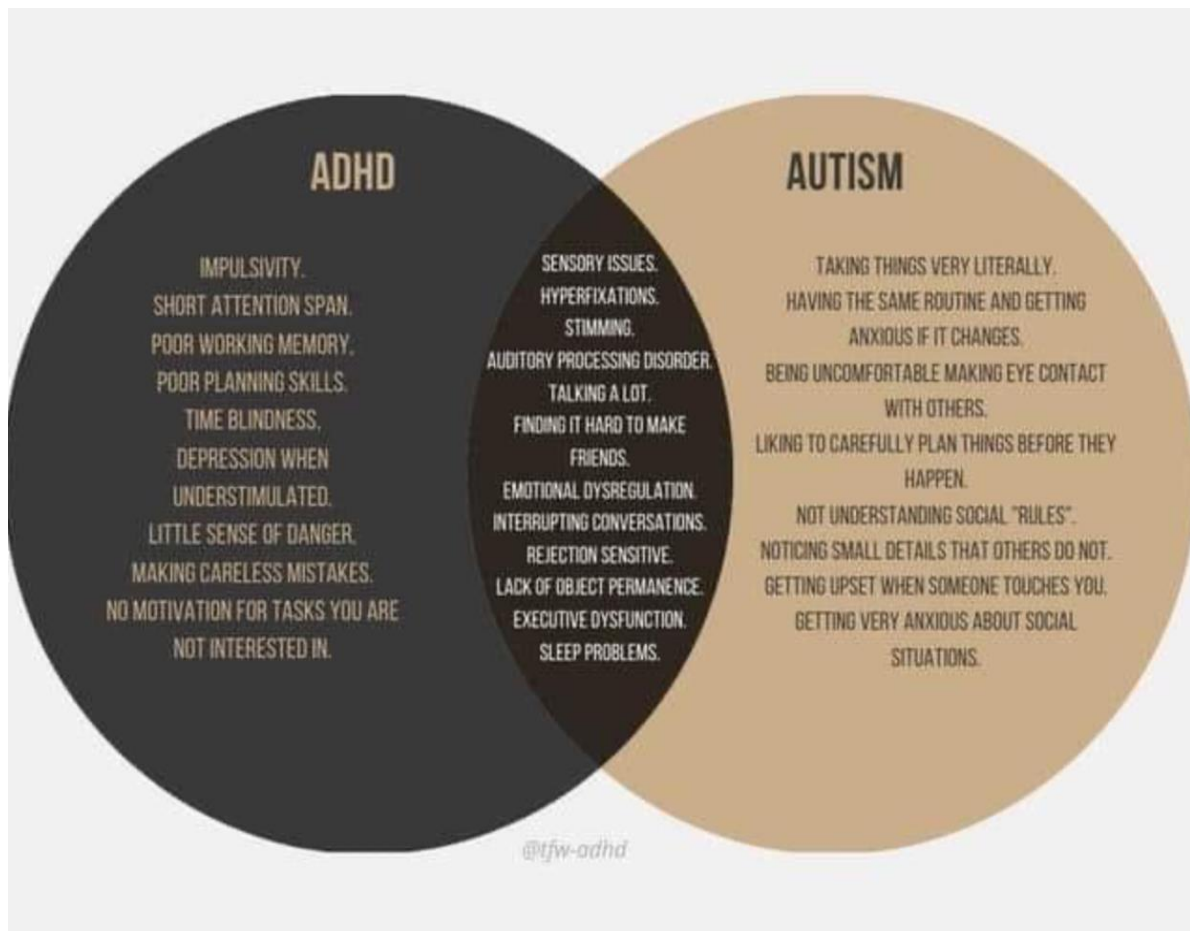 ADHD
IMPULSIVITY.
SHORT ATTENTION SPAN.
POOR WORKING MEMORY.
POOR PLANNING SKILLS.
TIME BLINDNESS.
DEPRESSION WHEN
UNDERSTIMULATED.
LITTLE SENSE OF DANGER.
MAKING CARELESS MISTAKES.
NO MOTIVATION FOR TASKS YOU ARE
NOT INTERESTED IN.
SENSORY ISSUES.
HYPERFIXATIONS.
STIMMING.
AUDITORY PROCESSING DISORDER.
TALKING A LOT.
FINDING IT HARD TO MAKE
FRIENDS.
EMOTIONAL DYSREGULATION.
INTERRUPTING CONVERSATIONS.
REJECTION SENSITIVE.
LACK OF OBJECT PERMANENCE.
EXECUTIVE DYSFUNCTION.
SLEEP PROBLEMS.
AUTISM
TAKING THINGS VERY LITERALLY.
HAVING THE SAME ROUTINE AND GETTING
ANXIOUS IF IT CHANGES.
BEING UNCOMFORTABLE MAKING EYE CONTACT
WITH OTHERS.
LIKING TO CAREFULLY PLAN THINGS BEFORE THEY
HAPPEN.
NOT UNDERSTANDING SOCIAL "RULES".
NOTICING SMALL DETAILS THAT OTHERS DO NOT.
GETTING UPSET WHEN SOMEONE TOUCHES YOU.
GETTING VERY ANXIOUS ABOUT SOCIAL
SITUATIONS.
@tfw-adhd